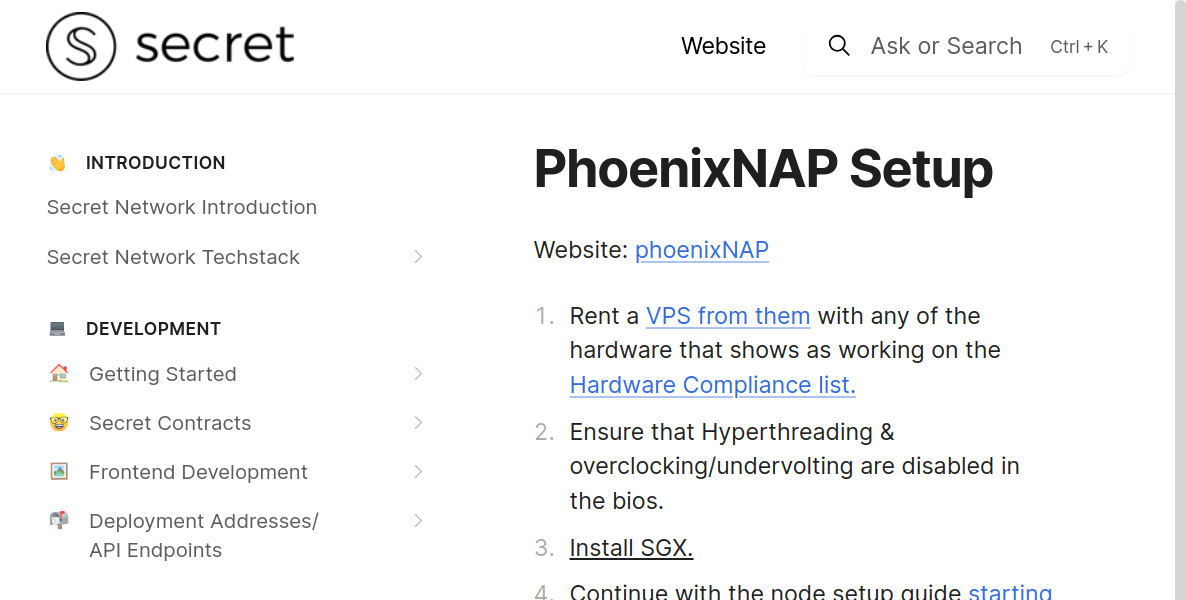 secret
Website
Ask or Search Ctrl + K
INTRODUCTION
Secret Network Introduction
Secret Network Techstack
DEVELOPMENT
Getting Started
Secret Contracts
Frontend Development
Deployment Addresses/
API Endpoints
PhoenixNAP Setup
Website: phoenixNAP
1. Rent a VPS from them with any of the
hardware that shows as working on the
Hardware Compliance list.
2. Ensure that Hyperthreading &
overclocking/undervolting are disabled in
the bios.
3. Install SGX.
4. Continue with the node setup guide starting